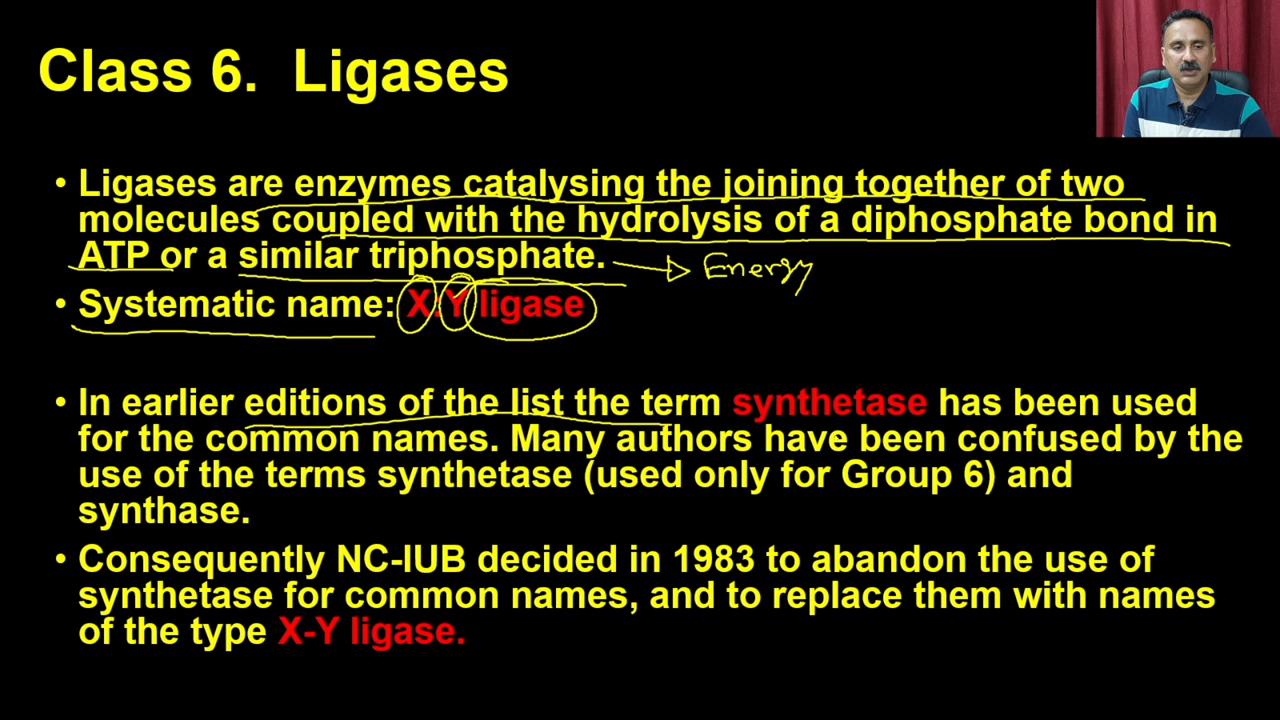 Class 6. Ligases
• Ligases are enzymes catalysing the joining together of two
molecules coupled with the hydrolysis of a diphosphate bond in
ATP or a similar triphosphate. Energy
• Systematic name: X:Y ligase
• In earlier editions of the list the term synthetase has been used
for the common names. Many authors have been confused by the
use of the terms synthetase (used only for Group 6) and
synthase.
• Consequently NC-IUB decided in 1983 to abandon the use of
synthetase for common names, and to replace them with names
of the type X-Y ligase.